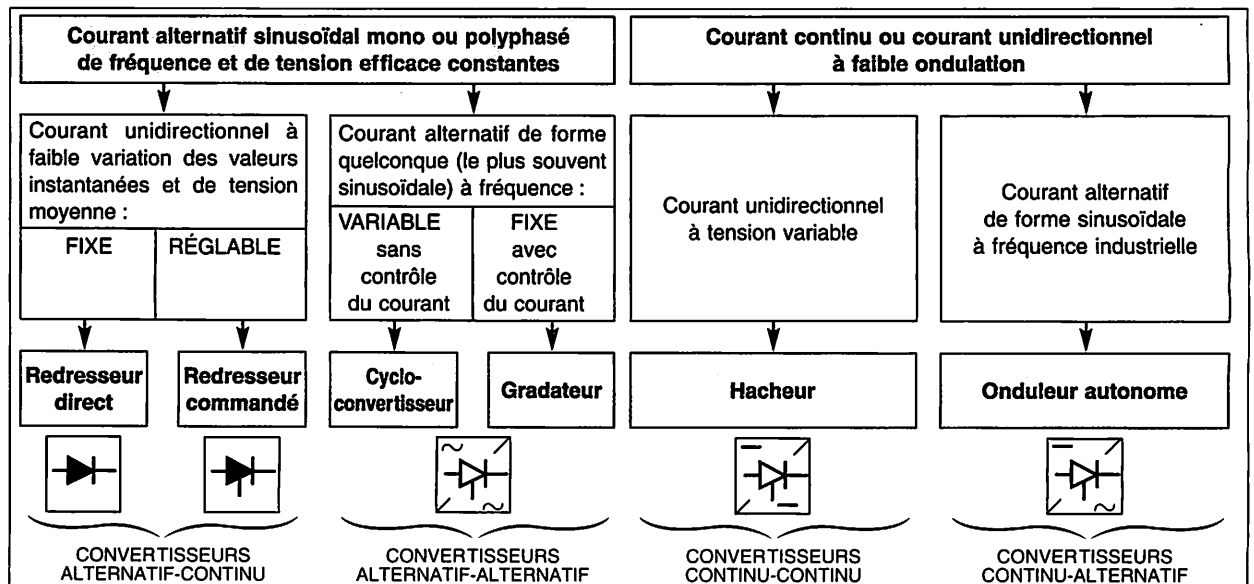 Courant alternatif sinusoïdal mono ou polyphasé
de fréquence et de tension efficace constantes
Courant continu ou courant unidirectionnel
à faible ondulation
Courant unidirectionnel à
faible variation des valeurs
instantanées et de tension
moyenne :
FIXE
RÉGLABLE
Courant alternatif de forme
quelconque (le plus souvent
sinusoïdale) à fréquence :
VARIABLE
sans
contrôle
du courant
FIXE
avec
contrôle
du courant
Courant unidirectionnel
à tension variable
Courant alternatif
de forme sinusoïdale
à fréquence industrielle
Redresseur
direct
Redresseur
commandé
Cyclo-
convertisseur
Gradateur
Hacheur
Onduleur autonome
CONVERTISSEURS
ALTERNATIF-CONTINU
CONVERTISSEURS
ALTERNATIF-ALTERNATIF
CONVERTISSEURS
CONTINU-CONTINU
CONVERTISSEURS
CONTINU-ALTERNATIF